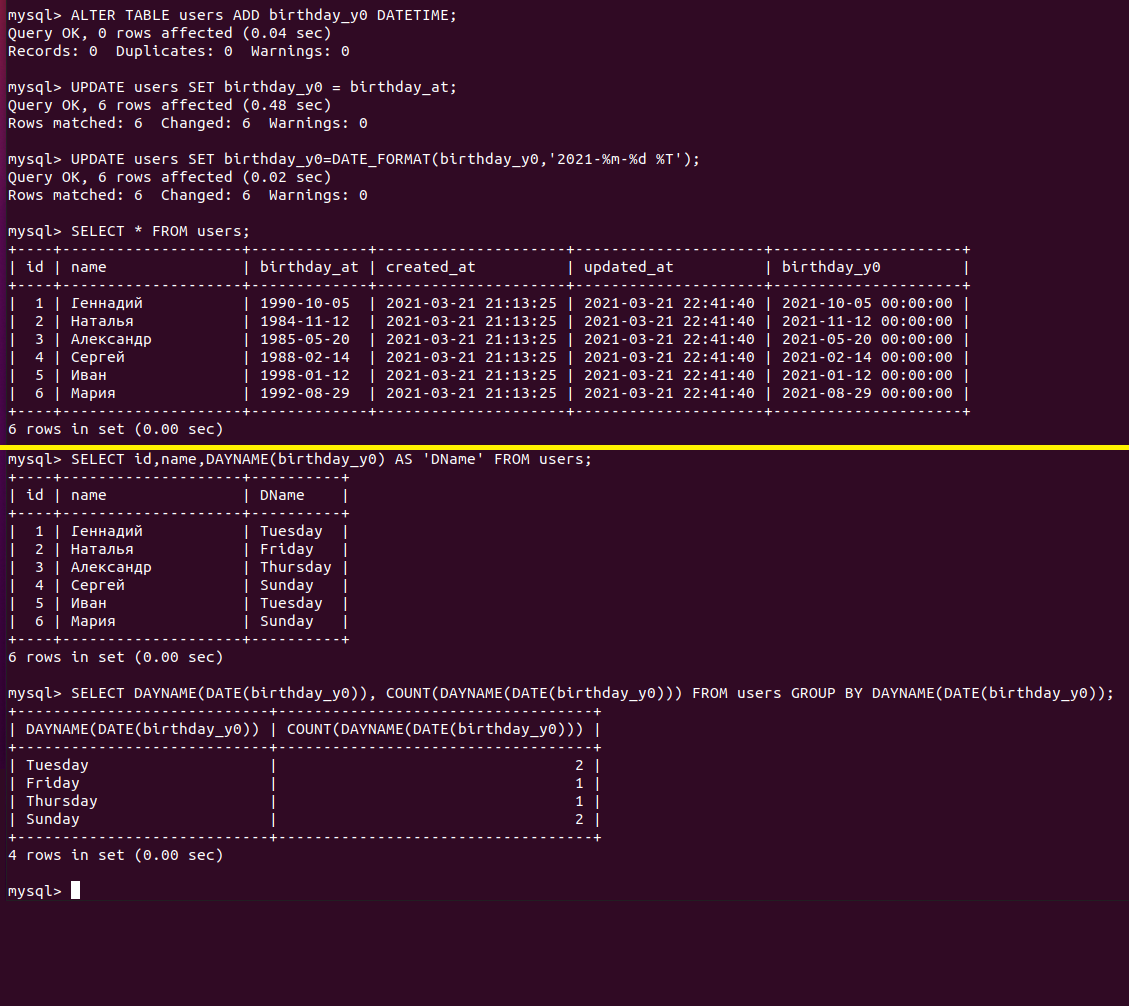 mysql> ALTER TABLE users ADD birthday_y0 DATETIME;
Query OK, 0 rows affected (0.04 sec)
Records: 0  Duplicates: 0  Warnings: 0
mysql> UPDATE users SET birthday_y0 = birthday_at;
Query OK, 6 rows affected (0.48 sec)
Rows matched: 6  Changed: 6  Warnings: 0
mysql> UPDATE users SET birthday_y0=DATE_FORMAT(birthday_y0,'2021-%m-%d %T');
Query OK, 6 rows affected (0.02 sec)
Rows matched: 6  Changed: 6  Warnings: 0
mysql> SELECT * FROM users;
+----+--------------------+-------------+---------------------+---------------------+---------------------+
| id | name               | birthday_at | created_at          | updated_at          | birthday_y0         |
+----+--------------------+-------------+---------------------+---------------------+---------------------+
|  1 | Геннадий           | 1990-10-05  | 2021-03-21 21:13:25 | 2021-03-21 22:41:40 | 2021-10-05 00:00:00 |
|  2 | Наталья            | 1984-11-12  | 2021-03-21 21:13:25 | 2021-03-21 22:41:40 | 2021-11-12 00:00:00 |
|  3 | Александр          | 1985-05-20  | 2021-03-21 21:13:25 | 2021-03-21 22:41:40 | 2021-05-20 00:00:00 |
|  4 | Сергей             | 1988-02-14  | 2021-03-21 21:13:25 | 2021-03-21 22:41:40 | 2021-02-14 00:00:00 |
|  5 | Иван               | 1998-01-12  | 2021-03-21 21:13:25 | 2021-03-21 22:41:40 | 2021-01-12 00:00:00 |
|  6 | Мария              | 1992-08-29  | 2021-03-21 21:13:25 | 2021-03-21 22:41:40 | 2021-08-29 00:00:00 |
+----+--------------------+-------------+---------------------+---------------------+---------------------+
6 rows in set (0.00 sec)
mysql> SELECT id,name,DAYNAME(birthday_y0) AS 'DName' FROM users;
+----+--------------------+----------+
| id | name               | DName    |
+----+--------------------+----------+
|  1 | Геннадий           | Tuesday  |
|  2 | Наталья            | Friday   |
|  3 | Александр          | Thursday |
|  4 | Сергей             | Sunday   |
|  5 | Иван               | Tuesday  |
|  6 | Мария              | Sunday   |
+----+--------------------+----------+
6 rows in set (0.00 sec)
mysql> SELECT DAYNAME(DATE(birthday_y0)), COUNT(DAYNAME(DATE(birthday_y0))) FROM users GROUP BY DAYNAME(DATE(birthday_y0));
+----------------------------+-----------------------------------+
| DAYNAME(DATE(birthday_y0)) | COUNT(DAYNAME(DATE(birthday_y0))) |
+----------------------------+-----------------------------------+
| Tuesday                    |                                 2 |
| Friday                     |                                 1 |
| Thursday                   |                                 1 |
| Sunday                     |                                 2 |
+----------------------------+-----------------------------------+
4 rows in set (0.00 sec)
mysql>